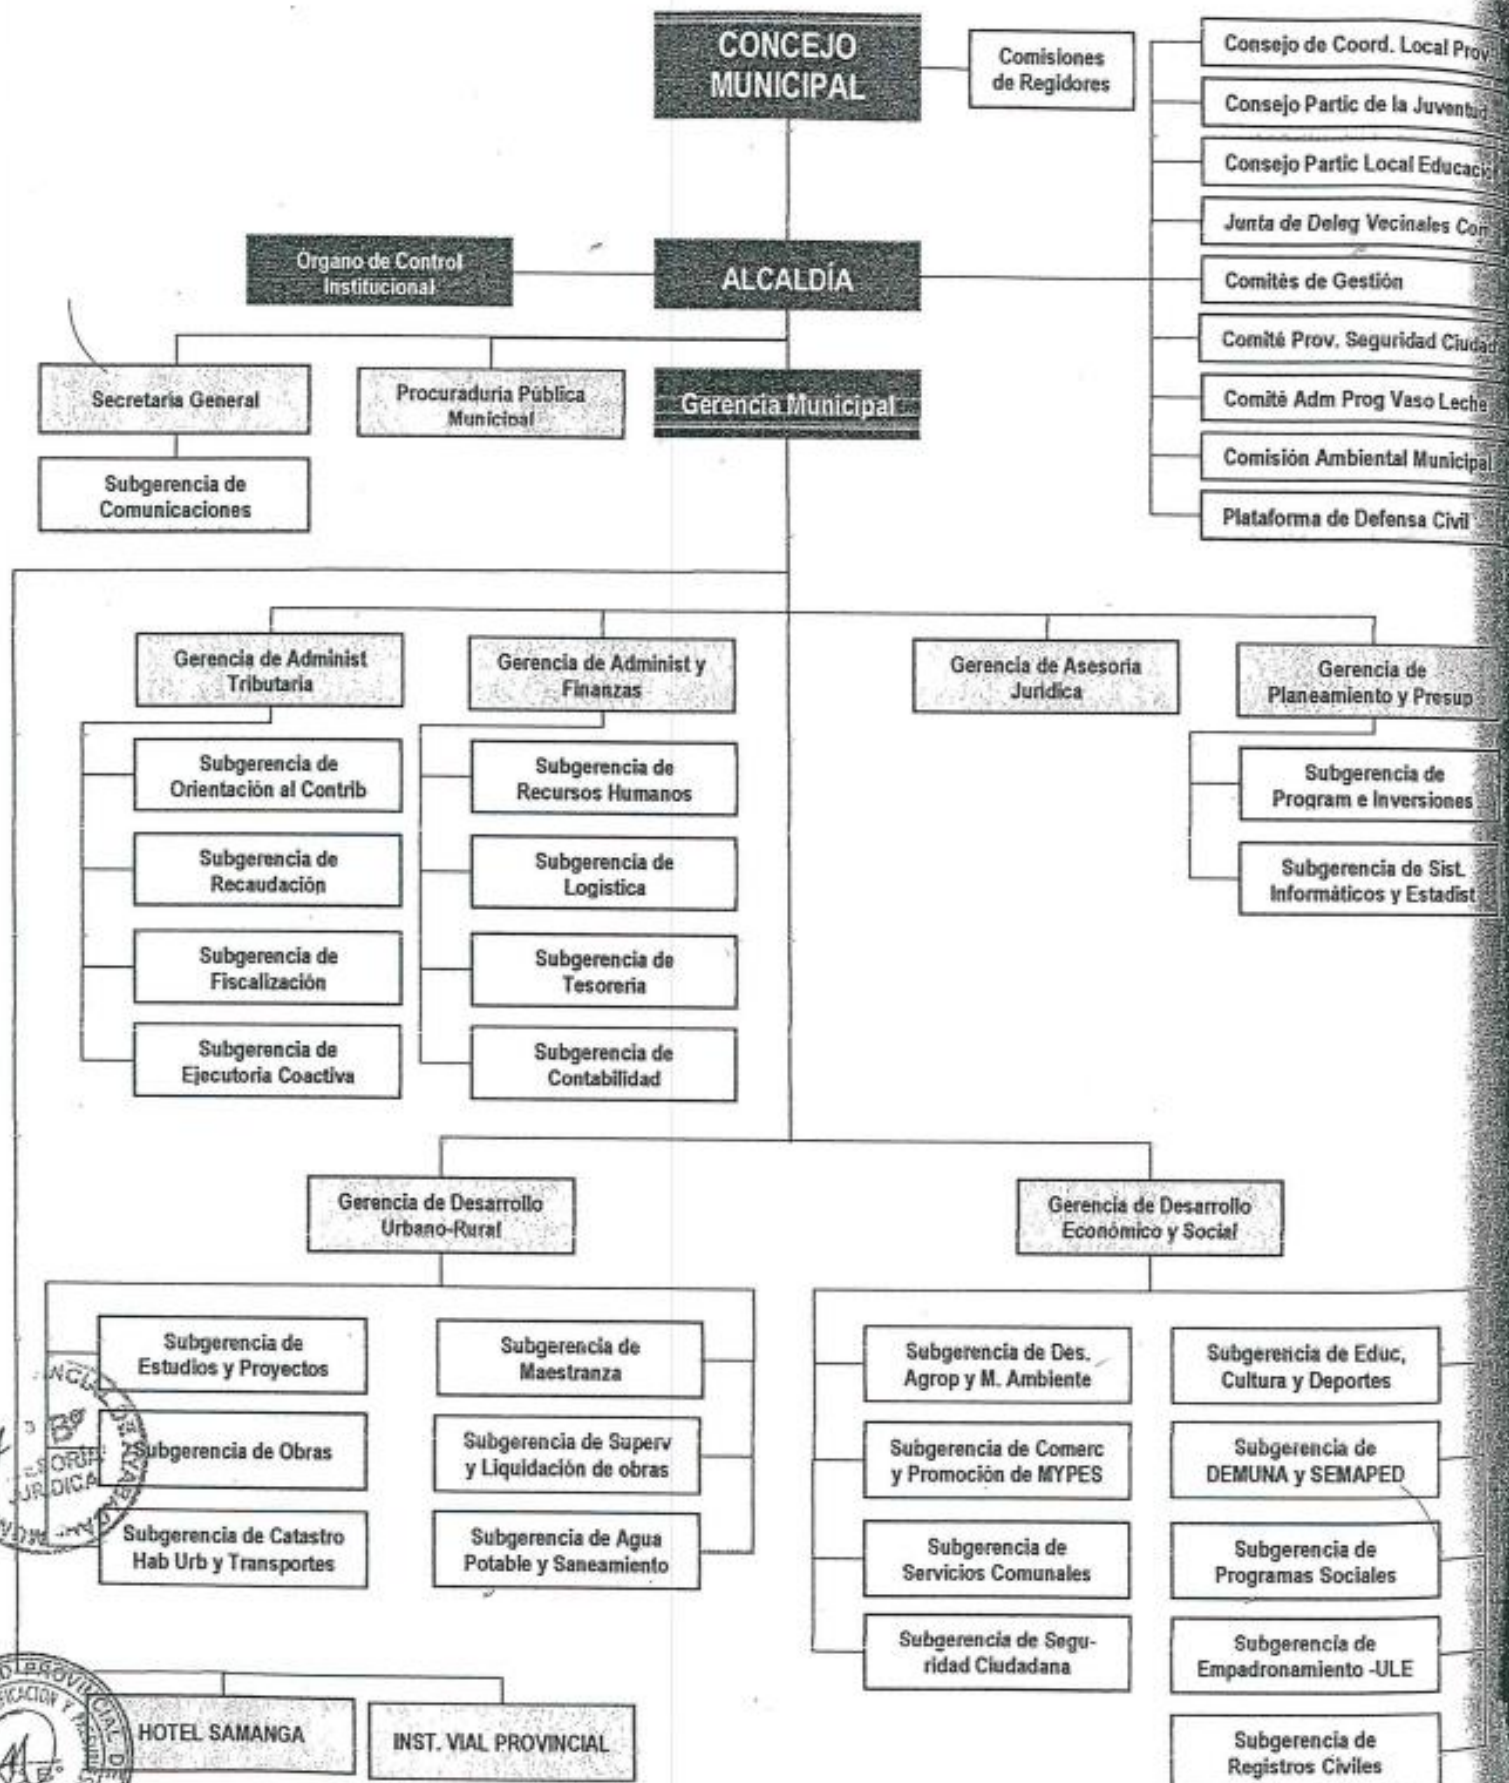 CONCEJO
MUNICIPAL
Comisiones
de Regidores
Consejo de Coord. Local Prov
Consejo Partic de la Juventud
Consejo Partic Local Educació
Junta de Deleg Vecinales Com
Comités de Gestión
Comité Prov. Seguridad Ciudad
Comité Adm Prog Vaso Leche
Comisión Ambiental Municipal
Plataforma de Defensa Civil
Órgano de Control
Institucional
ALCALDÍA
Secretaria General
Procuraduría Pública
Municipal
Gerencia Municipal
Subgerencia de
Comunicaciones
Gerencia de Administ
Tributaria
Gerencia de Administ y
Finanzas
Gerencia de Asesoría
Jurídica
Gerencia de
Planeamiento y Presup
Subgerencia de
Orientación al Contrib
Subgerencia de
Recaudación
Subgerencia de
Fiscalización
Subgerencia de
Ejecutoria Coactiva
Subgerencia de
Recursos Humanos
Subgerencia de
Logística
Subgerencia de
Tesorería
Subgerencia de
Contabilidad
Subgerencia de
Program e Inversiones
Subgerencia de Sist.
Informáticos y Estadist
Gerencia de Desarrollo
Urbano-Rural
Gerencia de Desarrollo
Económico y Social
Subgerencia de
Estudios y Proyectos
Subgerencia de Obras
Subgerencia de Catastro
Hab Urb y Transportes
Subgerencia de
Maestranza
Subgerencia de Superv
y Liquidación de obras
Subgerencia de Agua
Potable y Saneamiento
Subgerencia de Des.
Agrop y M. Ambiente
Subgerencia de Comerc
y Promoción de MYPES
Subgerencia de
Servicios Comunales
Subgerencia de Segu-
ridad Ciudadana
Subgerencia de Educ,
Cultura y Deportes
Subgerencia de
DEMUNA y SEMAPED
Subgerencia de
Programas Sociales
Subgerencia de
Empadronamiento -ULE
Subgerencia de
Registros Civiles
HOTEL SAMANGA
INST. VIAL PROVINCIAL